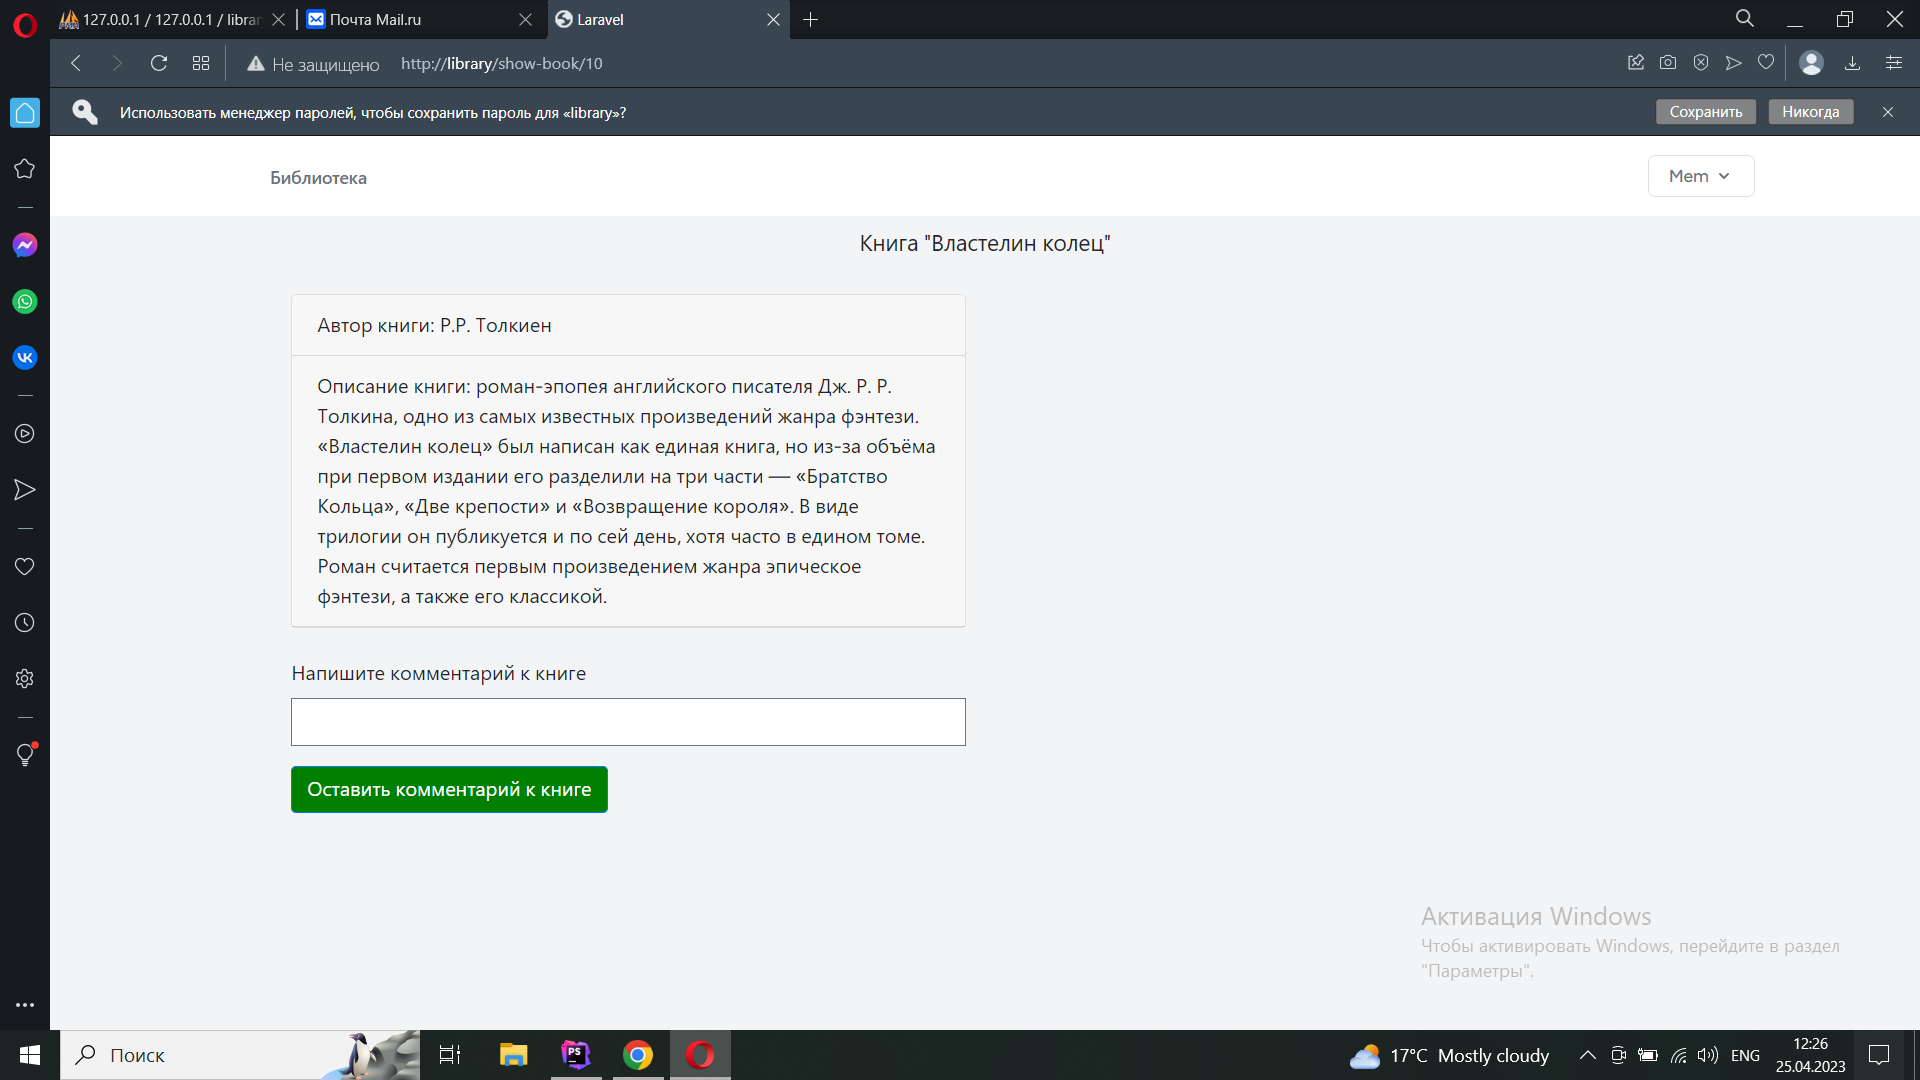 127.0.0.1 / 127.0.0.1 / librar
Почта Mail.ru
Laravel
Не защищено
http://library/show-book/10
Использовать менеджер паролей, чтобы сохранить пароль для «library»?
Сохранить
Никогда
Библиотека
Mem
Книга "Властелин колец"
Автор книги: Р.Р. Толкиен
Описание книги: роман-эпопея английского писателя Дж. Р. Р.
Толкина, одно из самых известных произведений жанра фэнтези.
«Властелин колец» был написан как единая книга, но из-за объёма
при первом издании его разделили на три части — «Братство
Кольца», «Две крепости» и «Возвращение короля». В виде
трилогии он публикуется и по сей день, хотя часто в едином томе.
Роман считается первым произведением жанра эпическое
фэнтези, а также его классикой.
Напишите комментарий к книге
Оставить комментарий к книге
Активация Windows
Чтобы активировать Windows, перейдите в раздел
"Параметры".
Поиск
PS
17°C Mostly cloudy
ENG
12:26
25.04.2023